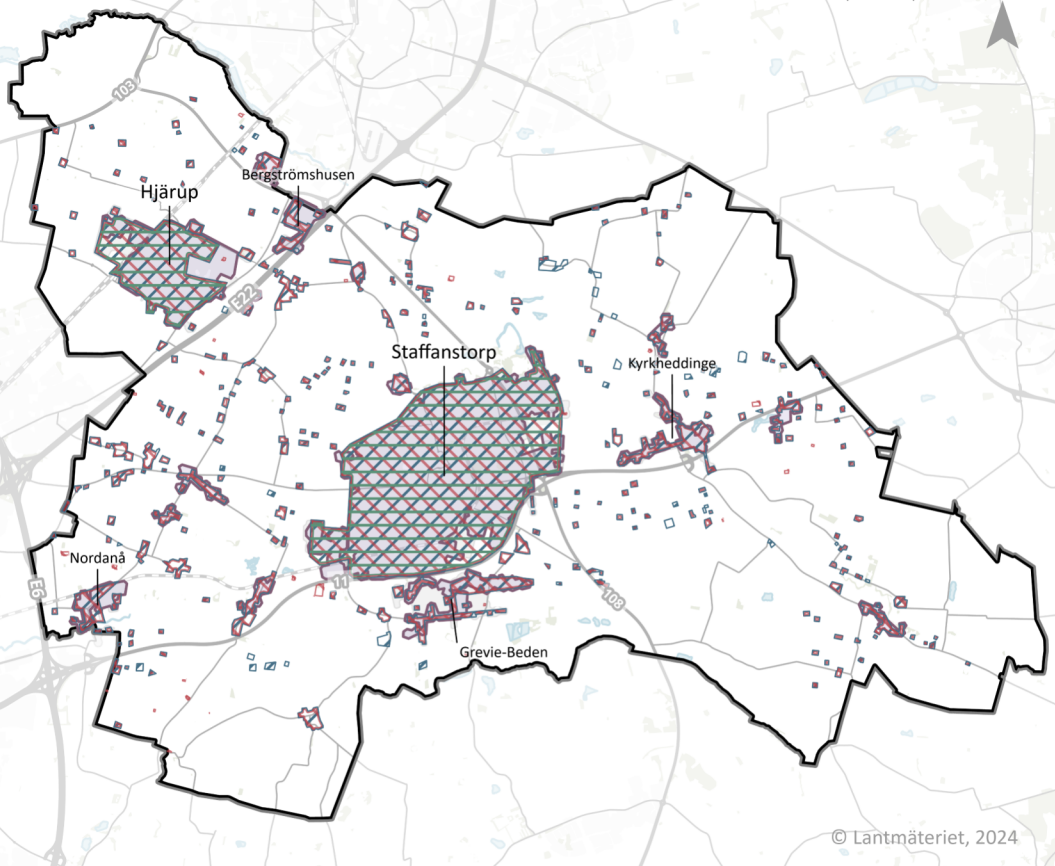 103
Bergströmshusen
Hjärup
E22
Staffanstorp
Kyrkheddinge
Nordanå
E6
11
108
Grevie-Beden
© Lantmäteriet, 2024